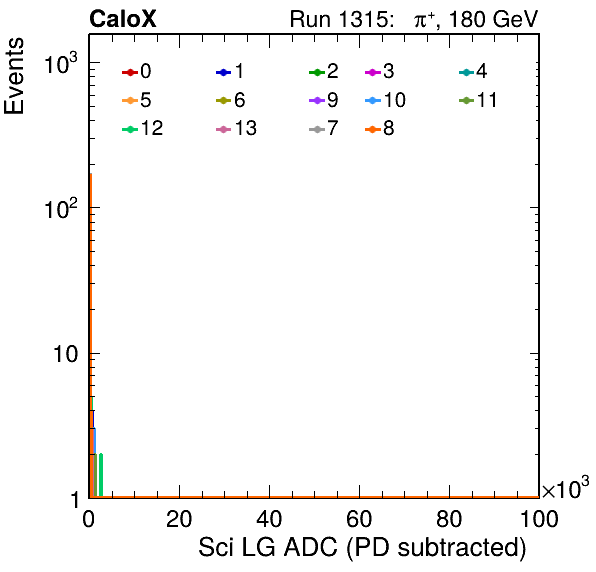 CaloX Run 1315: π⁺, 180 GeV
Events
10³
10²
10
1
0 1 2 3 4
5 6 9 10 11
12 13 7 8
0 20 40 60 80 100
×10³
Sci LG ADC (PD subtracted)